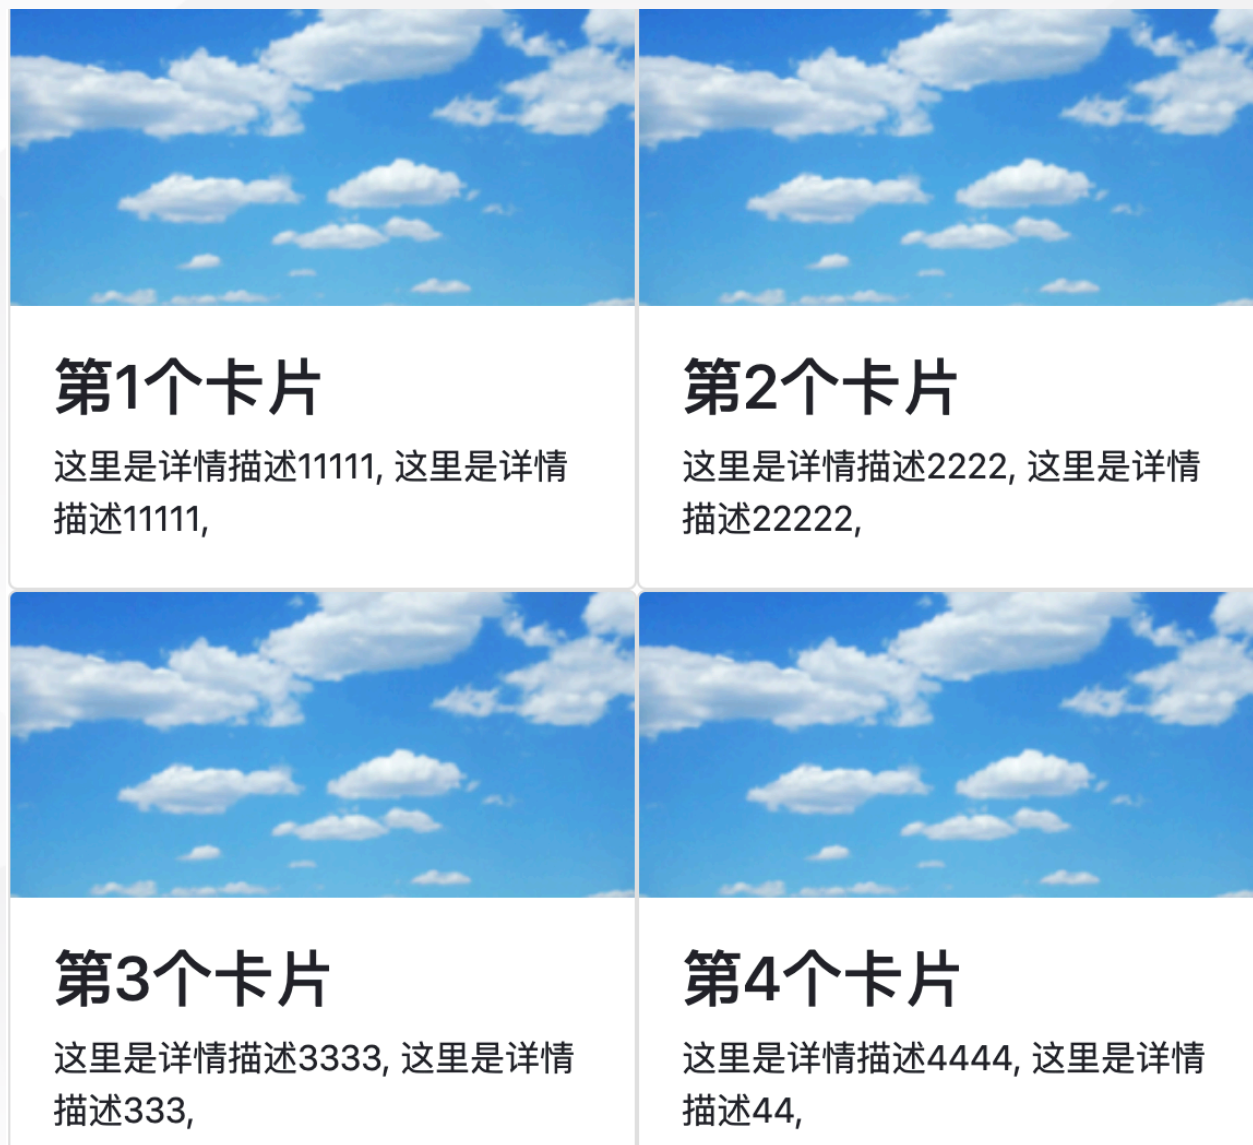 第1个卡片
这里是详情描述11111, 这里是详情
描述11111,
第2个卡片
这里是详情描述2222, 这里是详情
描述22222,
第3个卡片
这里是详情描述3333, 这里是详情
描述333,
第4个卡片
这里是详情描述4444, 这里是详情
描述44,